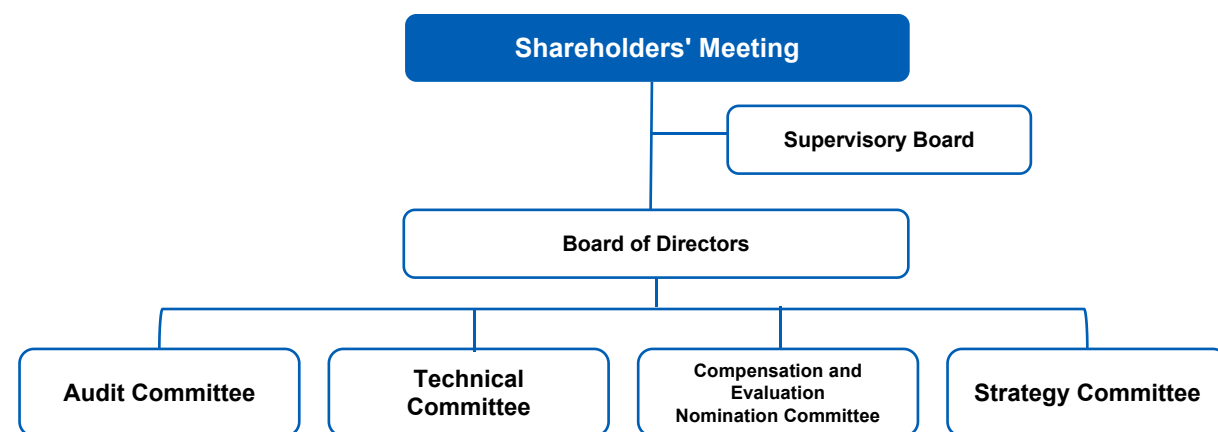 Shareholders' Meeting
Supervisory Board
Board of Directors
Audit Committee
Technical
Committee
Compensation and
Evaluation
Nomination Committee
Strategy Committee